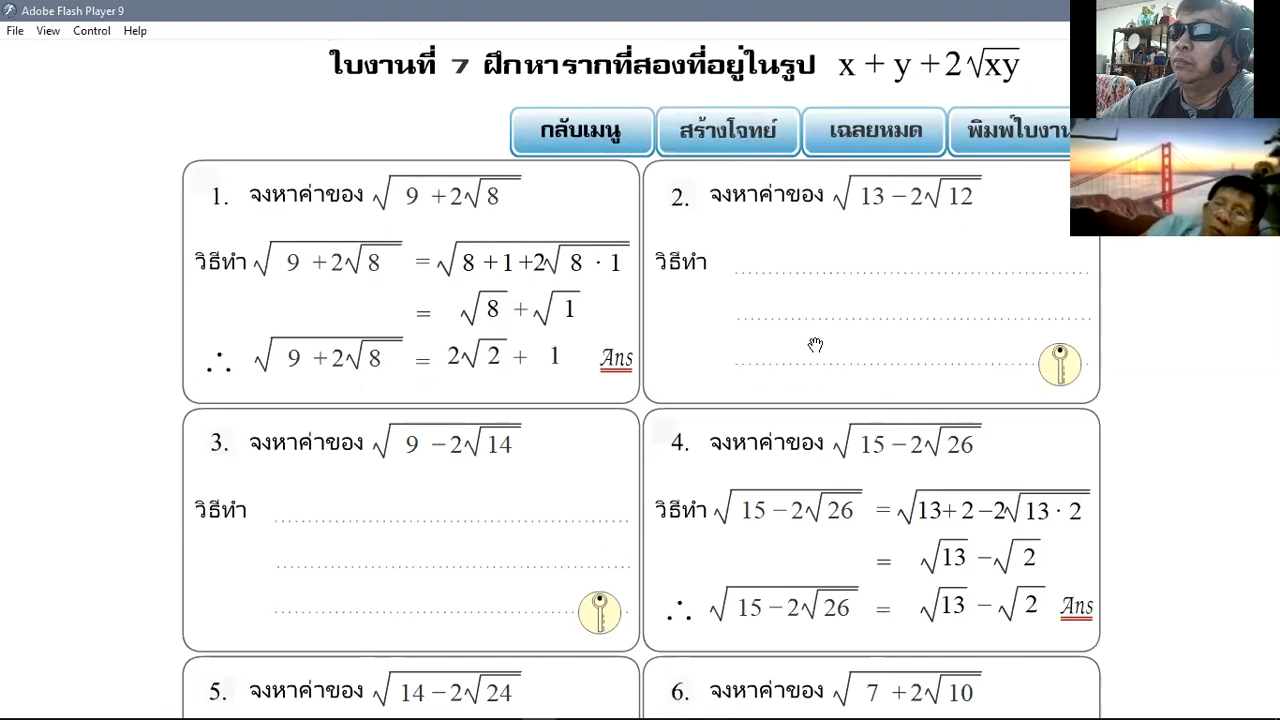 Adobe Flash Player 9
File View Control Help
ใบงานที่ 7 ฝึกหารากที่สองที่อยู่ในรูป x + y + 2√xy
กลับเมนู สร้างโจทย์ เฉลยหมด พิมพ์ใบงาน
1. จงหาค่าของ √(9 + 2√8)
วิธีทำ √(9 + 2√8) = √(8 + 1 + 2√(8 · 1))
= √8 + √1
∴ √(9 + 2√8) = 2√2 + 1 Ans
2. จงหาค่าของ √(13 − 2√12)
วิธีทำ
3. จงหาค่าของ √(9 − 2√14)
วิธีทำ
4. จงหาค่าของ √(15 − 2√26)
วิธีทำ √(15 − 2√26) = √(13 + 2 − 2√(13 · 2))
= √13 − √2
∴ √(15 − 2√26) = √13 − √2 Ans
5. จงหาค่าของ √(14 − 2√24)
6. จงหาค่าของ √(7 + 2√10)